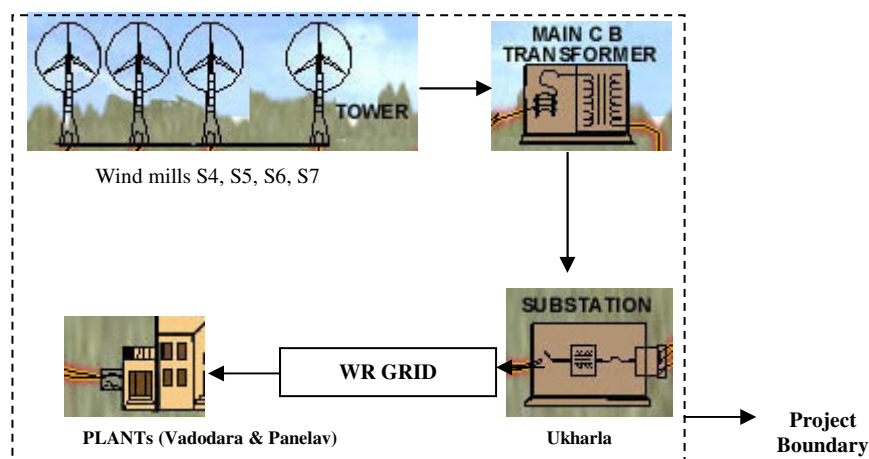 MAIN C B
TRANSFORMER
TOWER
Wind mills S4, S5, S6, S7
SUBSTATION
WR GRID
PLANTs (Vadodara & Panelav)
Ukharla
Project
Boundary